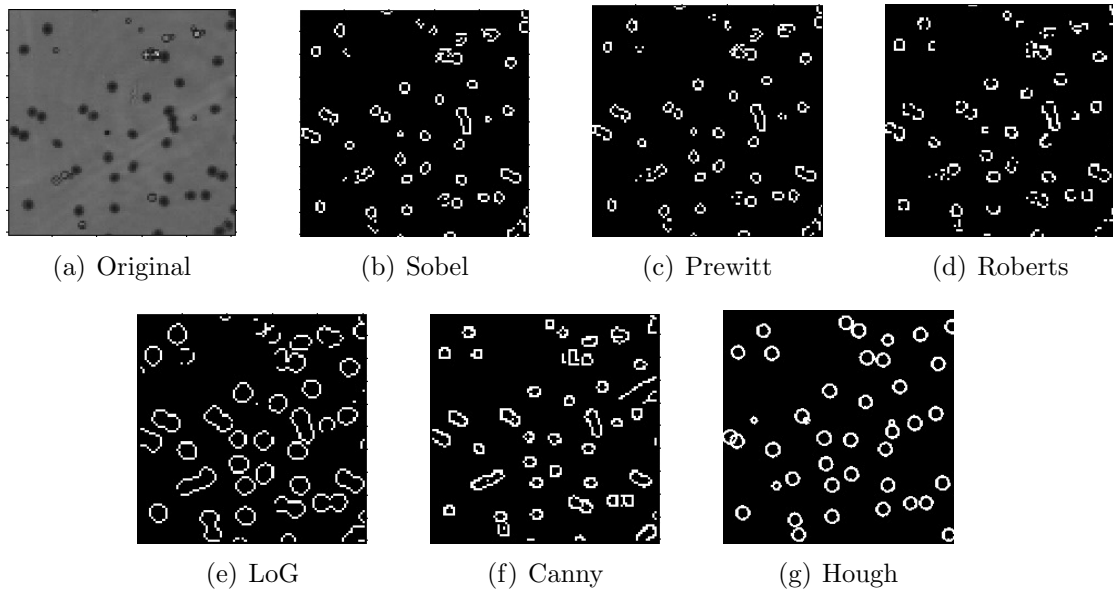 (a) Original
(b) Sobel
(c) Prewitt
(d) Roberts
(e) LoG
(f) Canny
(g) Hough